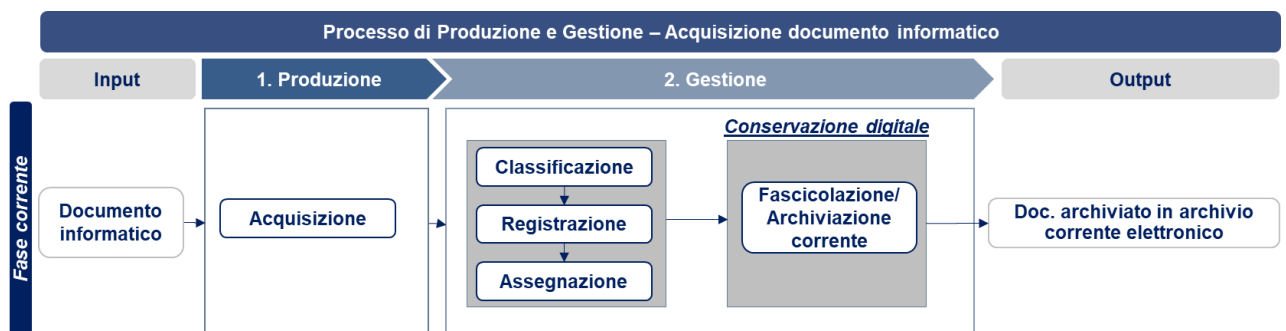 Processo di Produzione e Gestione – Acquisizione documento informatico
Input
1. Produzione
2. Gestione
Output
Fase corrente
Documento
informatico
Acquisizione
Classificazione
Registrazione
Assegnazione
Conservazione digitale
Fascicolazione/
Archiviazione
corrente
Doc. archiviato in archivio
corrente elettronico